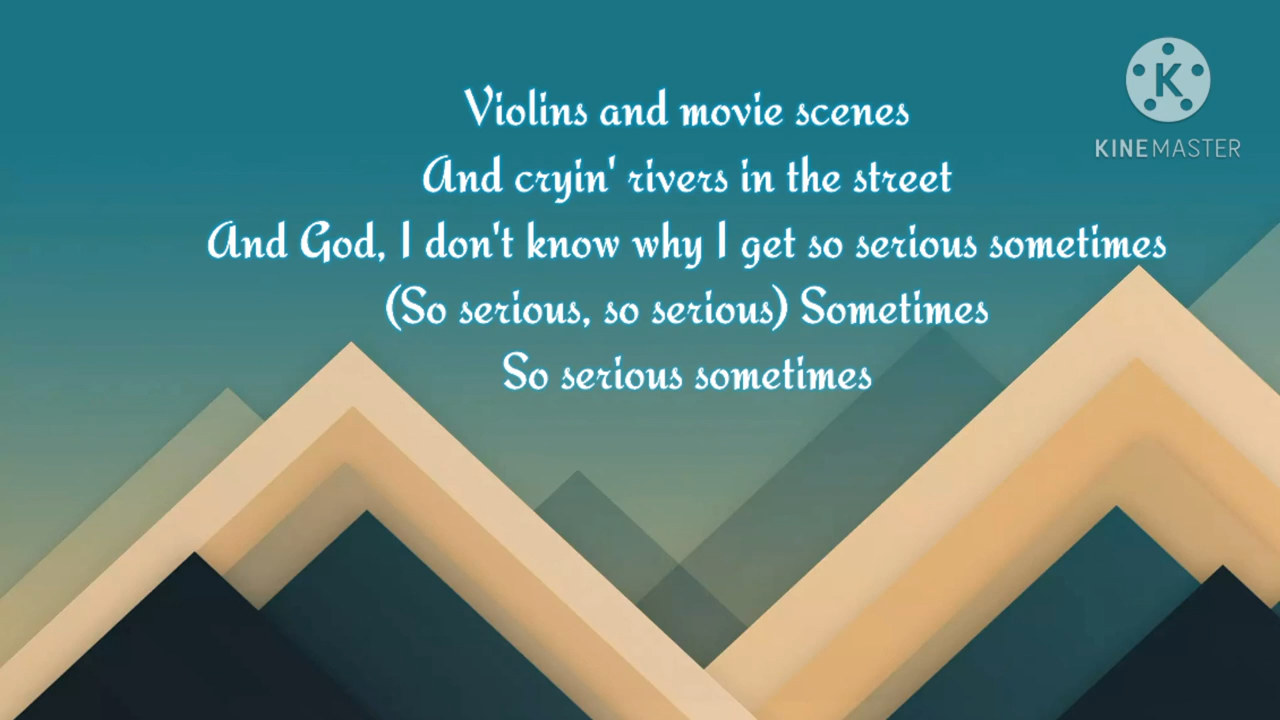 Violins and movie scenes
And cryin' rivers in the street
And God, I don't know why I get so serious sometimes
(So serious, so serious) Sometimes
So serious sometimes
K
KINEMASTER